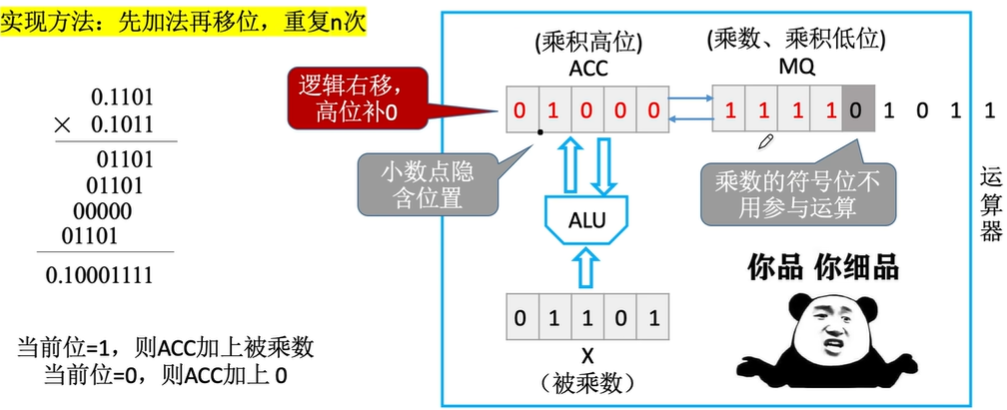 实现方法：先加法再移位，重复n次
0.1101
× 0.1011
01101
01101
00000
01101
0.10001111
当前位=1，则ACC加上被乘数
当前位=0，则ACC加上 0
(乘积高位)
ACC
(乘数、乘积低位)
MQ
逻辑右移，
高位补0
0 1 0 0 0
1 1 1 1 0 1 0 1 1
小数点隐
含位置
乘数的符号位不
用参与运算
ALU
0 1 1 0 1
X
（被乘数）
运算器
你品 你细品